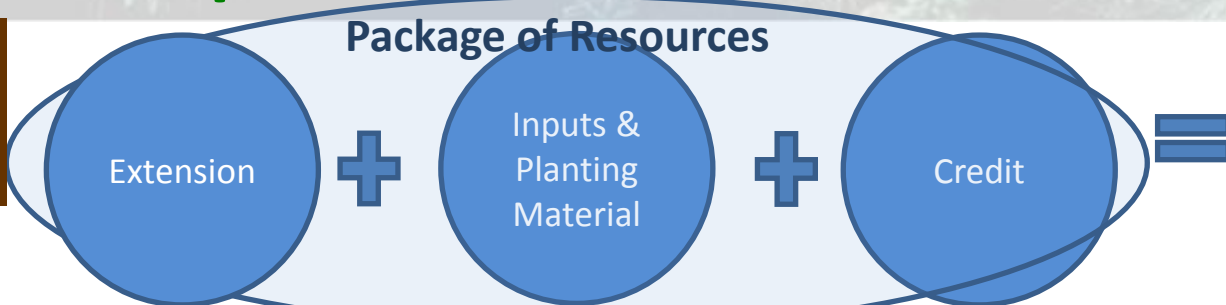 Package of Resources
Extension
Inputs &
Planting
Material
Credit